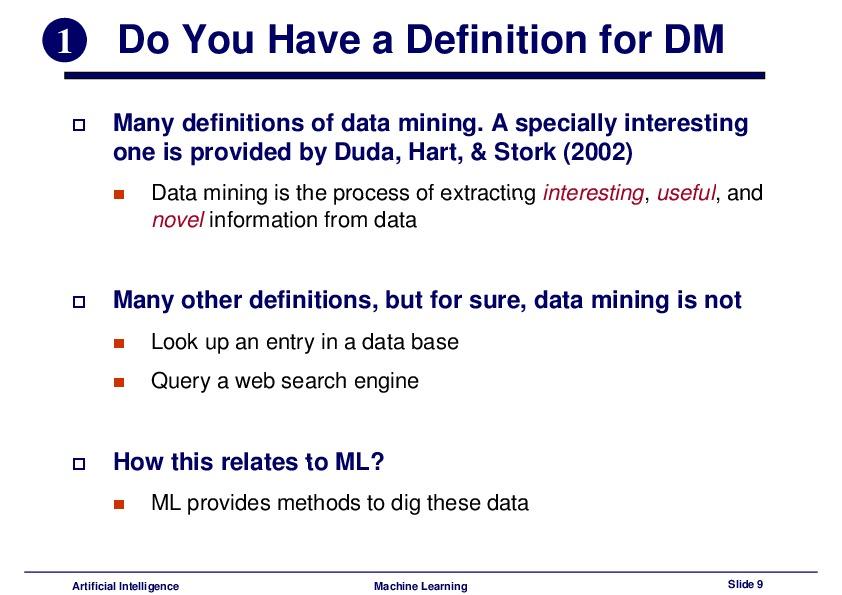 1 Do You Have a Definition for DM
Many definitions of data mining. A specially interesting
one is provided by Duda, Hart, & Stork (2002)
Data mining is the process of extracting interesting, useful, and
novel information from data
Many other definitions, but for sure, data mining is not
Look up an entry in a data base
Query a web search engine
How this relates to ML?
ML provides methods to dig these data
Artificial Intelligence Machine Learning Slide 9